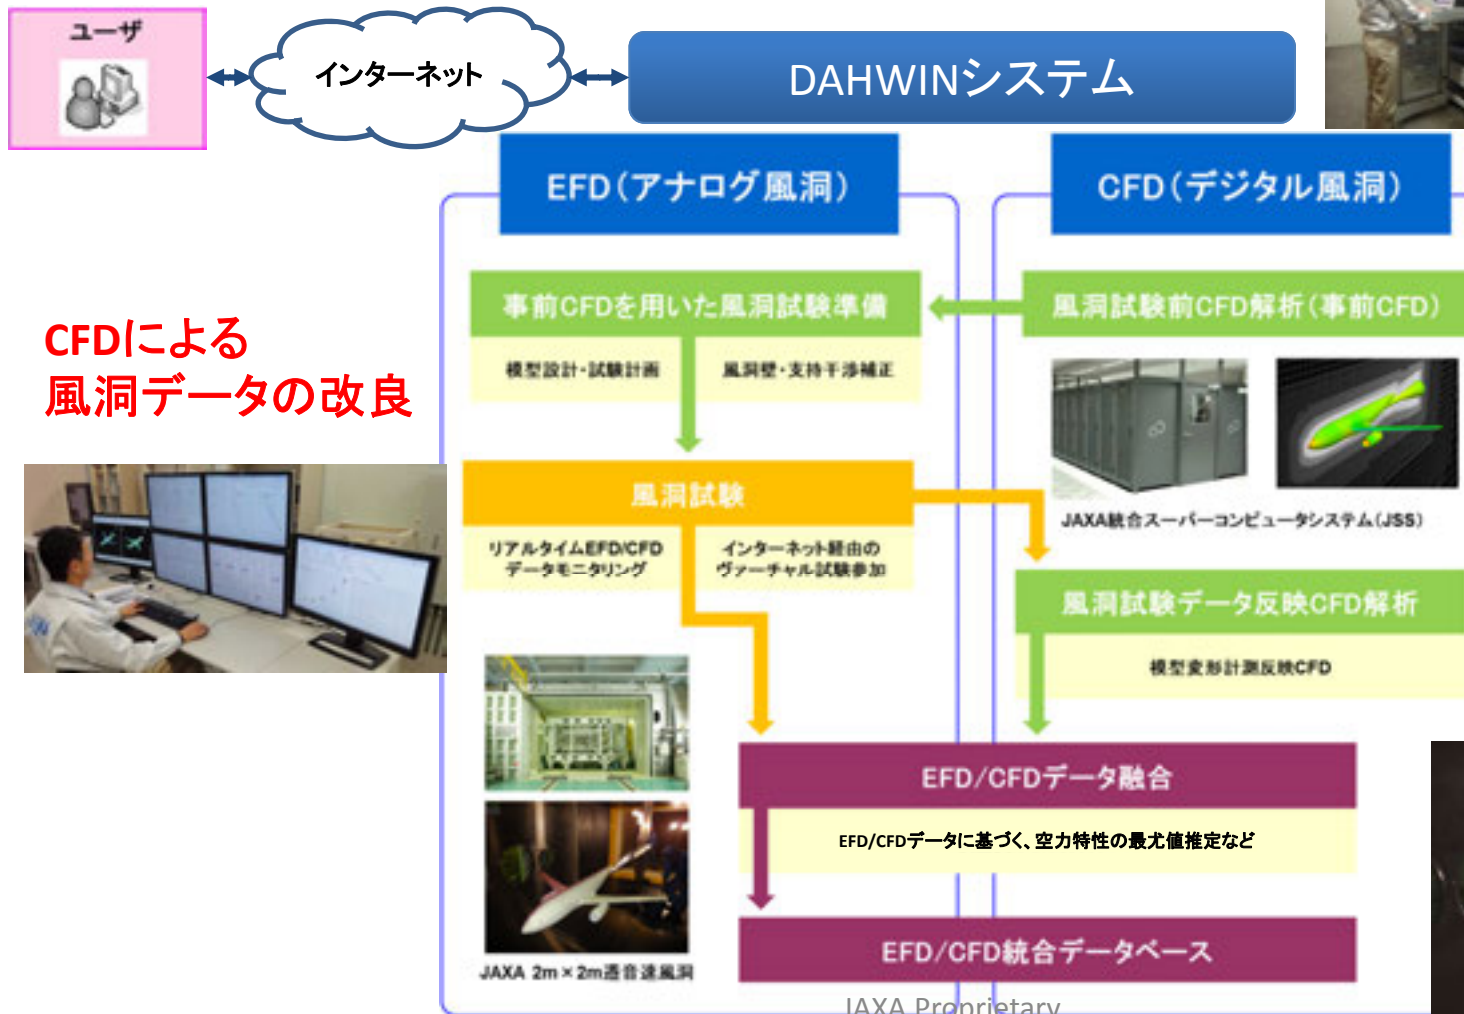 ユーザ
インターネット
DAHWINシステム
EFD(アナログ風洞)
CFD(デジタル風洞)
事前CFDを用いた風洞試験準備
風洞試験前CFD解析(事前CFD)
模型設計・試験計画
風洞壁・支持干渉補正
CFDによる
風洞データの改良
風洞試験
JAXA統合スーパーコンピュータシステム(JSS)
リアルタイムEFD/CFD
データモニタリング
インターネット経由の
ヴァーチャル試験参加
風洞試験データ反映CFD解析
模型変形計測反映CFD
EFD/CFDデータ融合
EFD/CFDデータに基づく、空力特性の最尤値推定など
EFD/CFD統合データベース
JAXA 2m×2m遷音速風洞
JAXA Proprietary